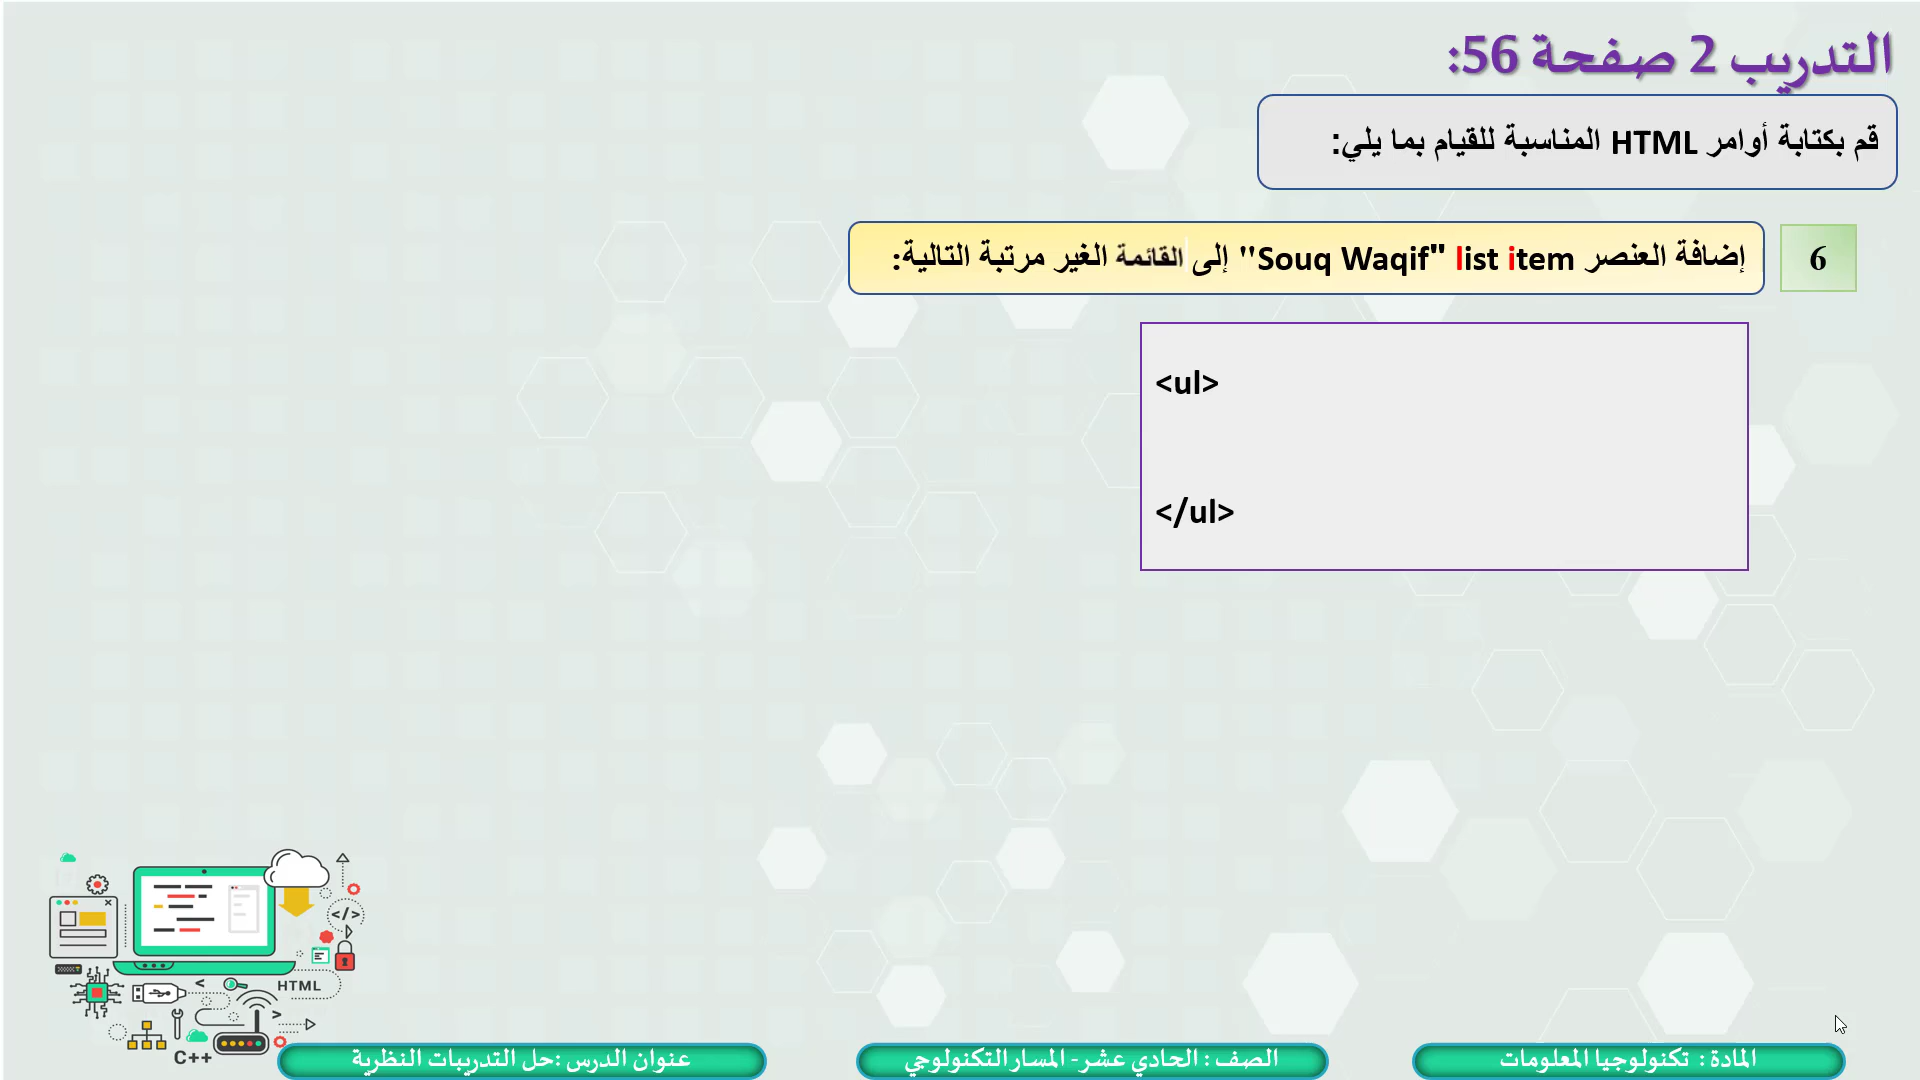 التدريب 2 صفحة 56:
قم بكتابة أوامر HTML المناسبة للقيام بما يلي:
6
إضافة العنصر list item "Souq Waqif" إلى القائمة الغير مرتبة التالية:
<ul>
</ul>
</>
HTML
C++
المادة : تكنولوجيا المعلومات
الصف : الحادي عشر- المسار التكنولوجي
عنوان الدرس :حل التدريبات النظرية